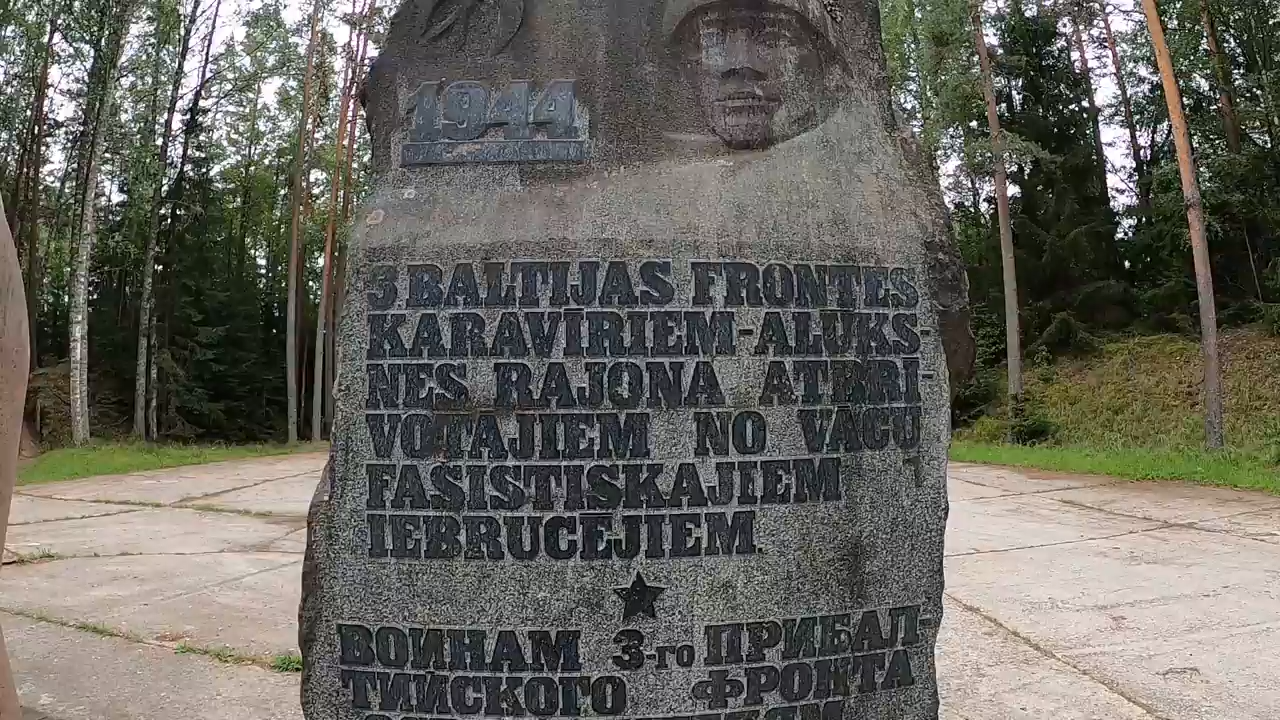 1944
3 BALTIJAS FRONTES
KARAVĪRIEM-ALŪKS-
NES RAJONA ATBRĪ-
VOTĀJIEM NO VĀCU
FAŠISTISKAJIEM
IEBRUCĒJIEM.
ВОИНАМ 3-го ПРИБАЛ-
ТИЙСКОГО ФРОНТА